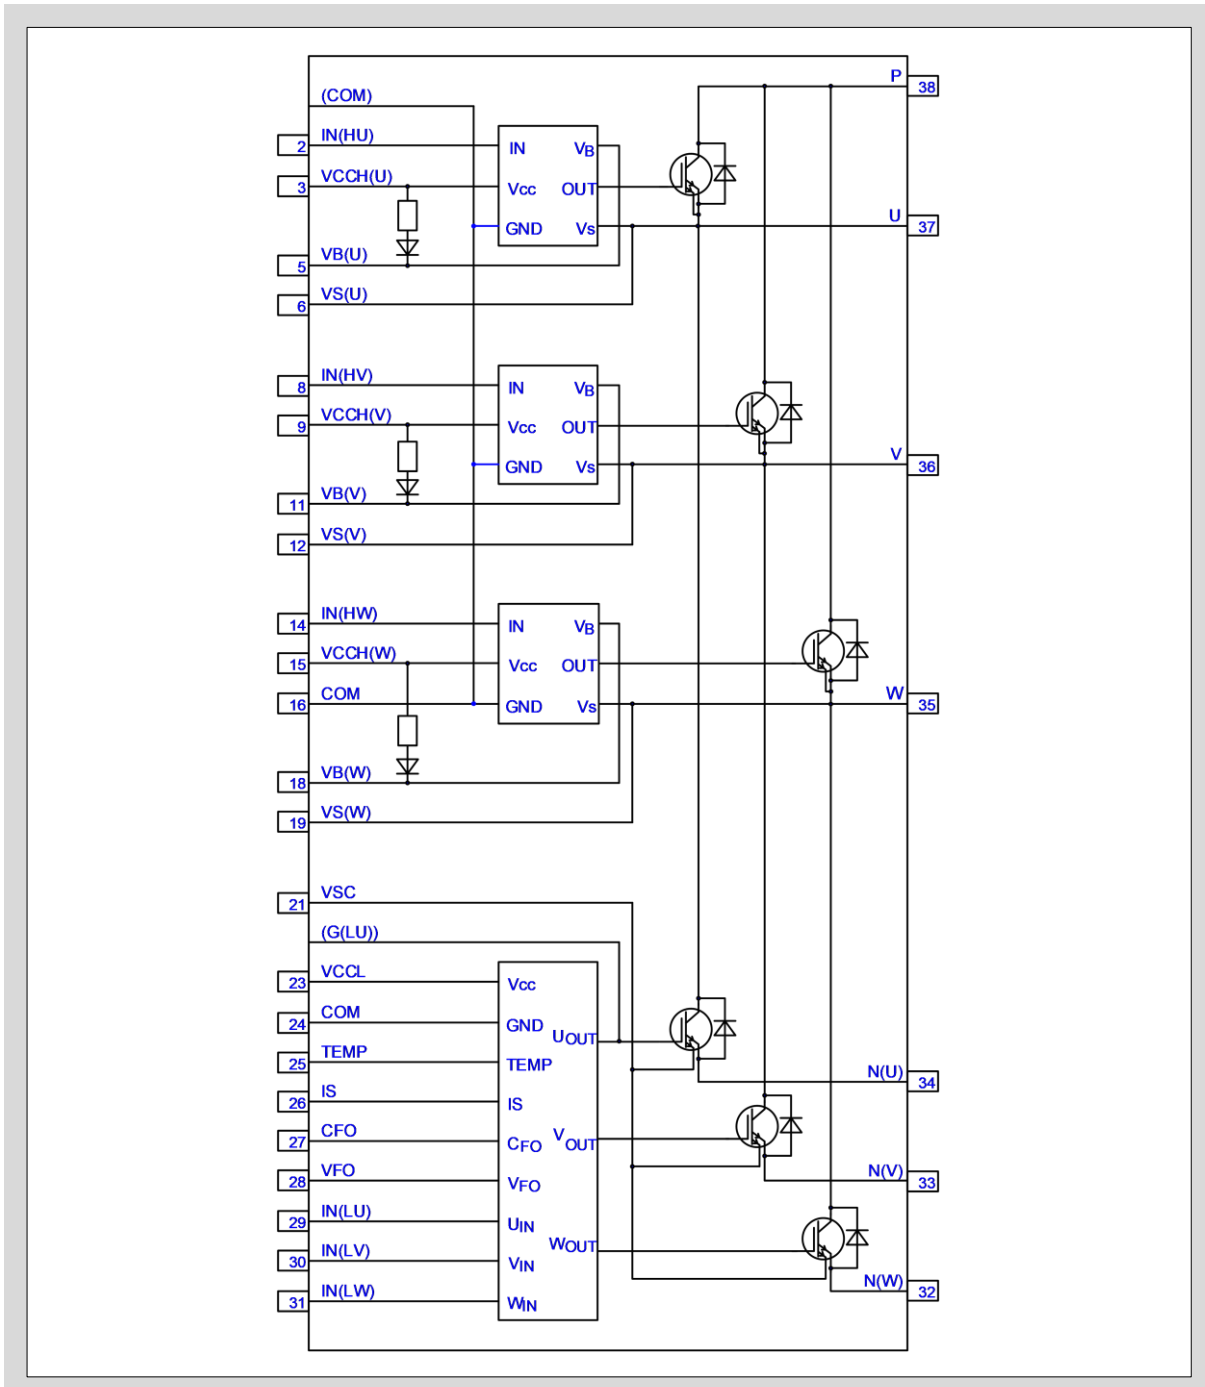 P
38
(COM)
2
IN(HU)
IN
VB
3
VCCH(U)
Vcc
OUT
U
37
GND
Vs
5
VB(U)
6
VS(U)
8
IN(HV)
IN
VB
9
VCCH(V)
Vcc
OUT
V
36
GND
Vs
11
VB(V)
12
VS(V)
14
IN(HW)
IN
VB
15
VCCH(W)
Vcc
OUT
16
COM
GND
Vs
W
35
18
VB(W)
19
VS(W)
21
VSC
(G(LU))
23
VCCL
Vcc
24
COM
GND
UOUT
25
TEMP
TEMP
N(U)
34
26
IS
IS
27
CFO
CFO
VOUT
28
VFO
VFO
N(V)
33
29
IN(LU)
UIN
30
IN(LV)
VIN
WOUT
31
IN(LW)
WIN
N(W)
32